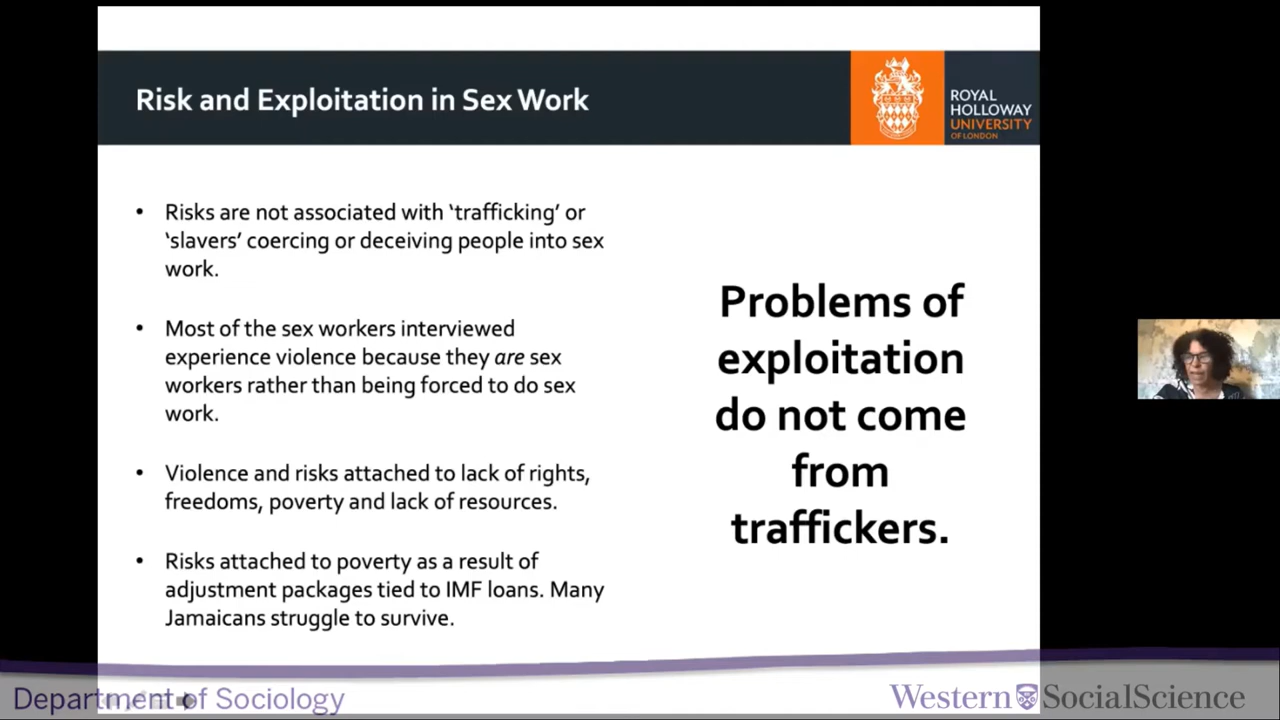 Risk and Exploitation in Sex Work
ROYAL
HOLLOWAY
UNIVERSITY
OF LONDON
• Risks are not associated with ‘trafficking’ or
‘slavers’ coercing or deceiving people into sex
work.
• Most of the sex workers interviewed
experience violence because they are sex
workers rather than being forced to do sex
work.
• Violence and risks attached to lack of rights,
freedoms, poverty and lack of resources.
• Risks attached to poverty as a result of
adjustment packages tied to IMF loans. Many
Jamaicans struggle to survive.
Problems of
exploitation
do not come
from
traffickers.
Department of Sociology
Western SocialScience